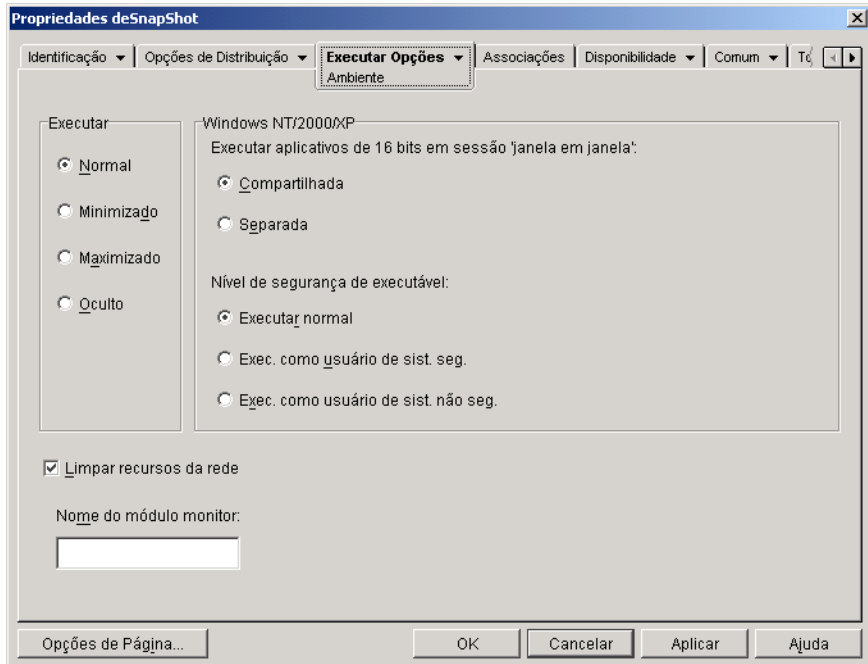 Propriedades deSnapShot
Identificação Opções de Distribuição Executar Opções Associações Disponibilidade Comum
Ambiente
Executar
Normal
Minimizado
Maximizado
Oculto
Windows NT/2000/XP
Executar aplicativos de 16 bits em sessão 'janela em janela':
Compartilhada
Separada
Nível de segurança de executável:
Executar normal
Exec. como usuário de sist. seg.
Exec. como usuário de sist. não seg.
Limpar recursos da rede
Nome do módulo monitor:
Opções de Página... OK Cancelar Aplicar Ajuda